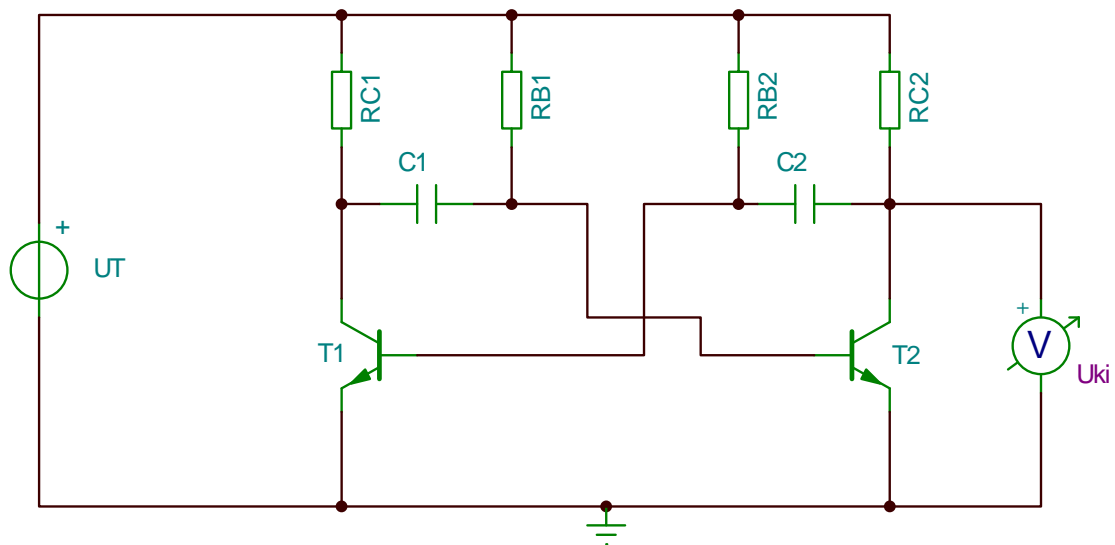 RC1
RB1
RB2
RC2
C1
C2
+
UT
T1
T2
+
V
Uki